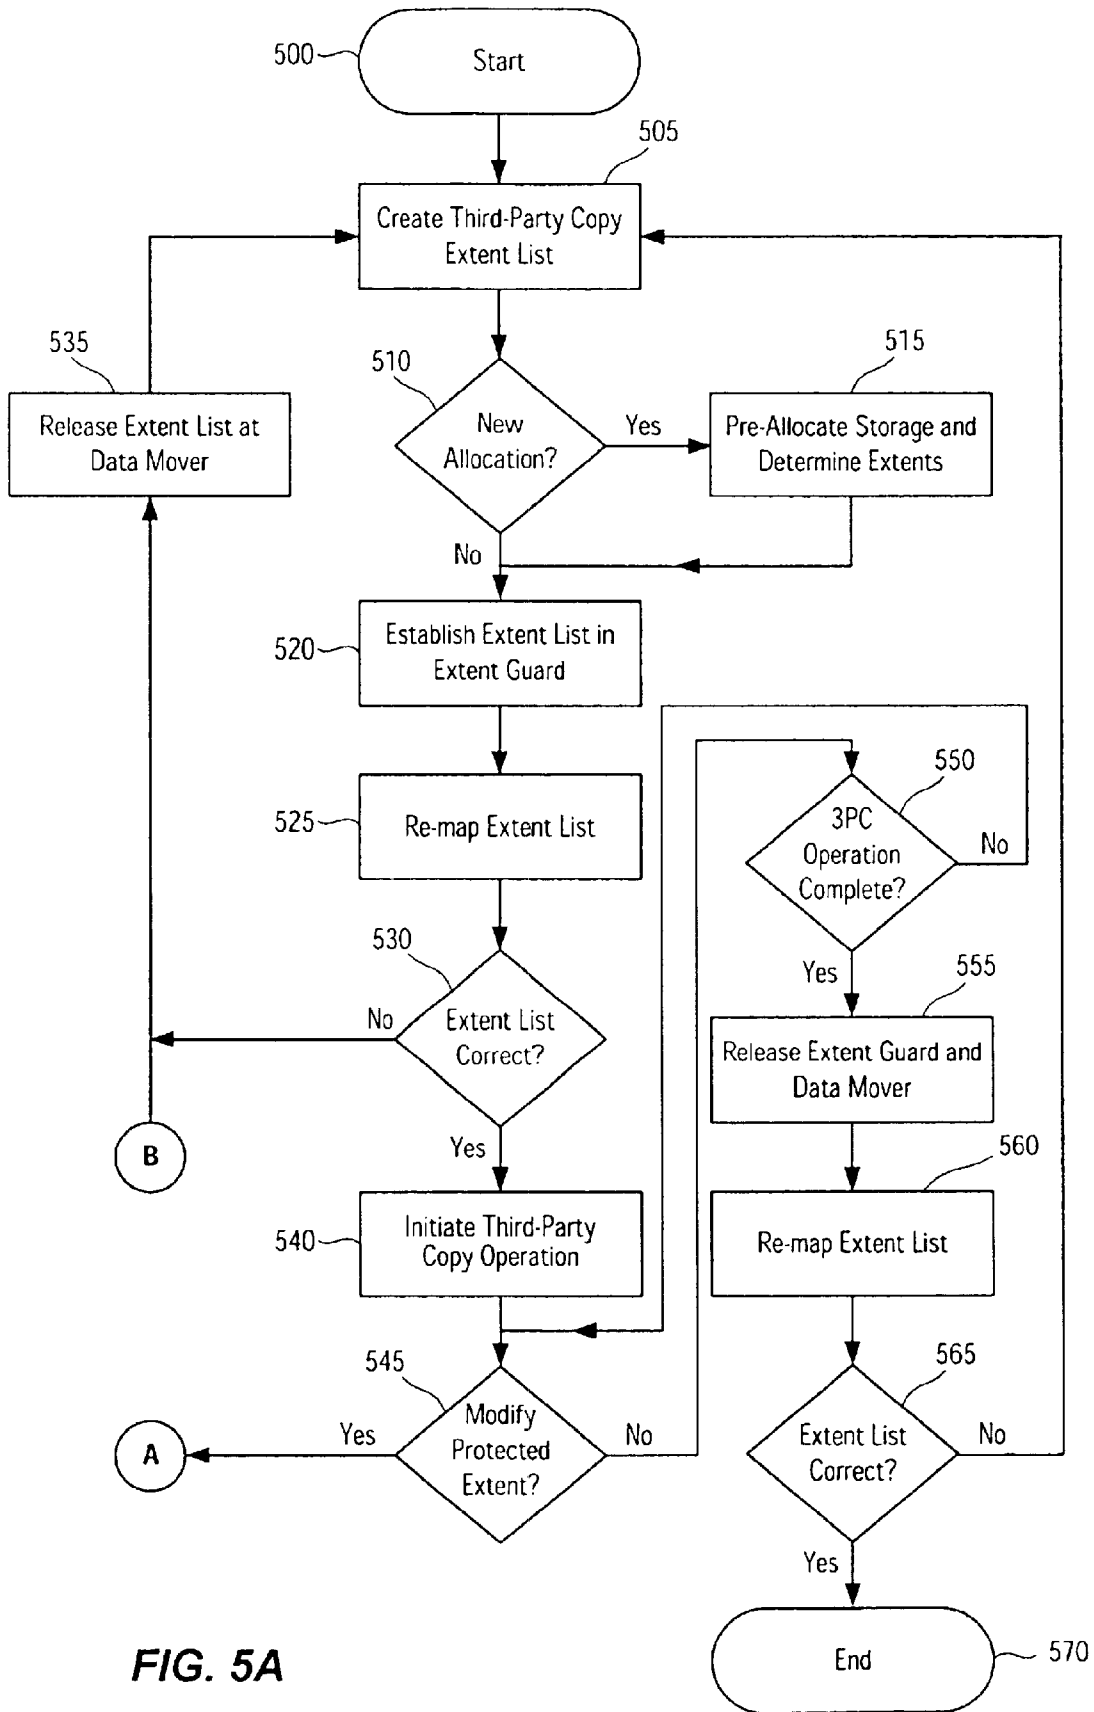 500
Start
505
Create Third-Party Copy
Extent List
535
Release Extent List at
Data Mover
510
New
Allocation?
Yes
515
Pre-Allocate Storage and
Determine Extents
No
520
Establish Extent List in
Extent Guard
525
Re-map Extent List
550
3PC
Operation
Complete?
No
Yes
530
Extent List
Correct?
No
Yes
555
Release Extent Guard and
Data Mover
B
560
Re-map Extent List
540
Initiate Third-Party
Copy Operation
545
Modify
Protected
Extent?
Yes
No
A
565
Extent List
Correct?
No
Yes
End
570
FIG. 5A